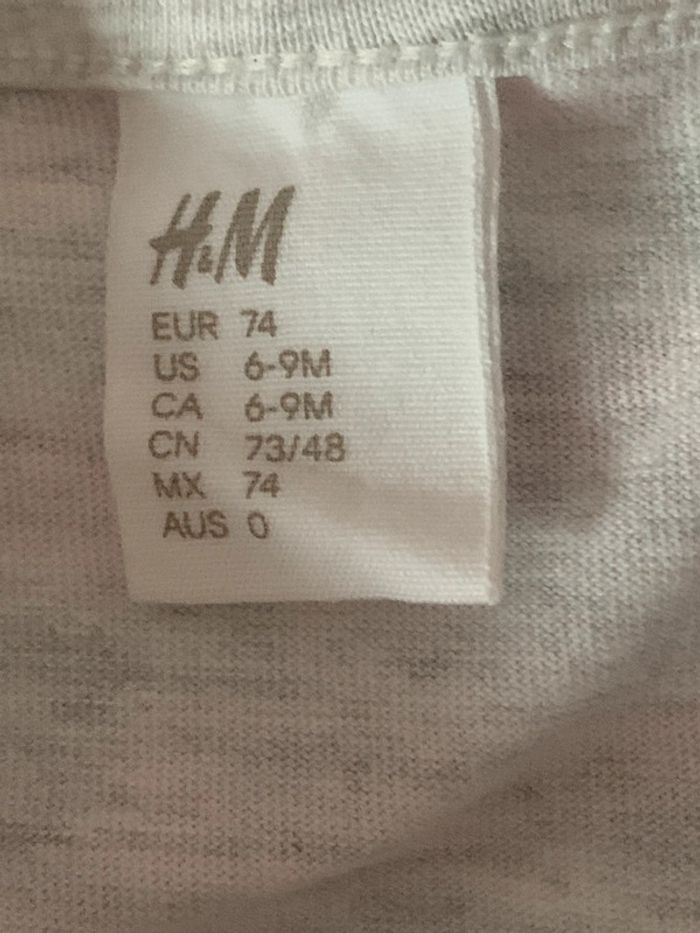 H&M
EUR 74
US 6-9M
CA 6-9M
CN 73/48
MX 74
AUS 0